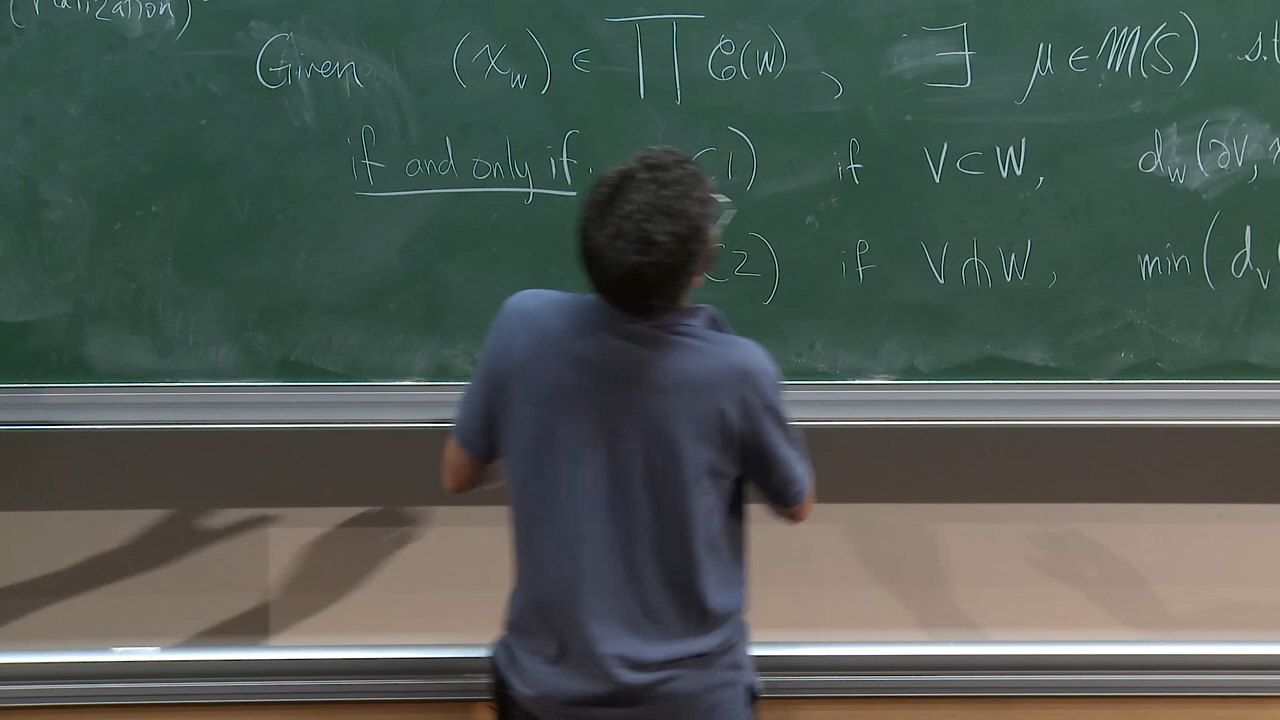 (realization)
Given (x_w) ∈ ∏ 𝒞(W), ∃ μ ∈ M(S) s.t
if and only if (1) if V ⊂ W, d_w(∂V,
(2) if V ⋔ W, min(d_v(